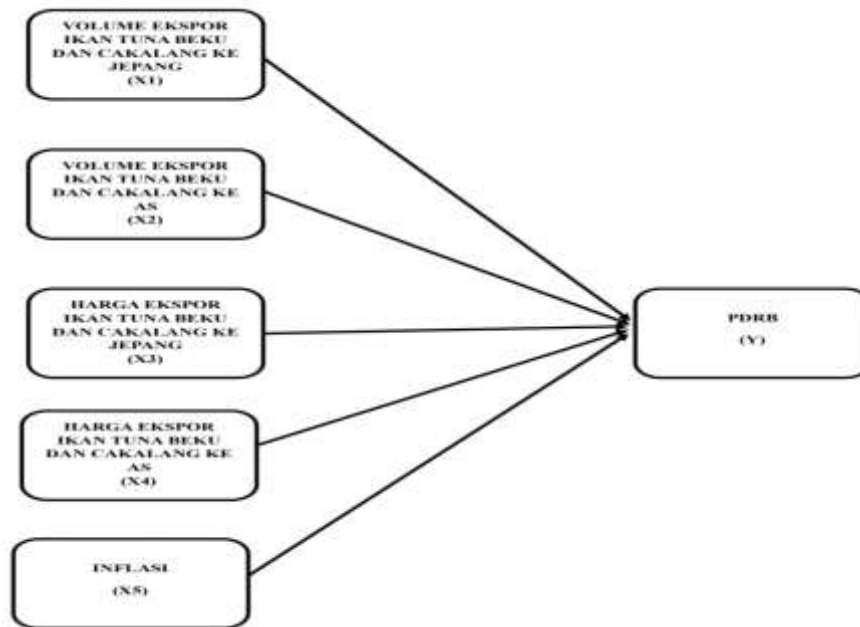 VOLUME EKSPOR
IKAN TUNA BEKU
DAN CAKALANG KE
JEPANG
(X1)
VOLUME EKSPOR
IKAN TUNA BEKU
DAN CAKALANG KE
AS
(X2)
HARGA EKSPOR
IKAN TUNA BEKU
DAN CAKALANG KE
JEPANG
(X3)
HARGA EKSPOR
IKAN TUNA BEKU
DAN CAKALANG KE
AS
(X4)
INFLASI
(X5)
PDRB
(Y)